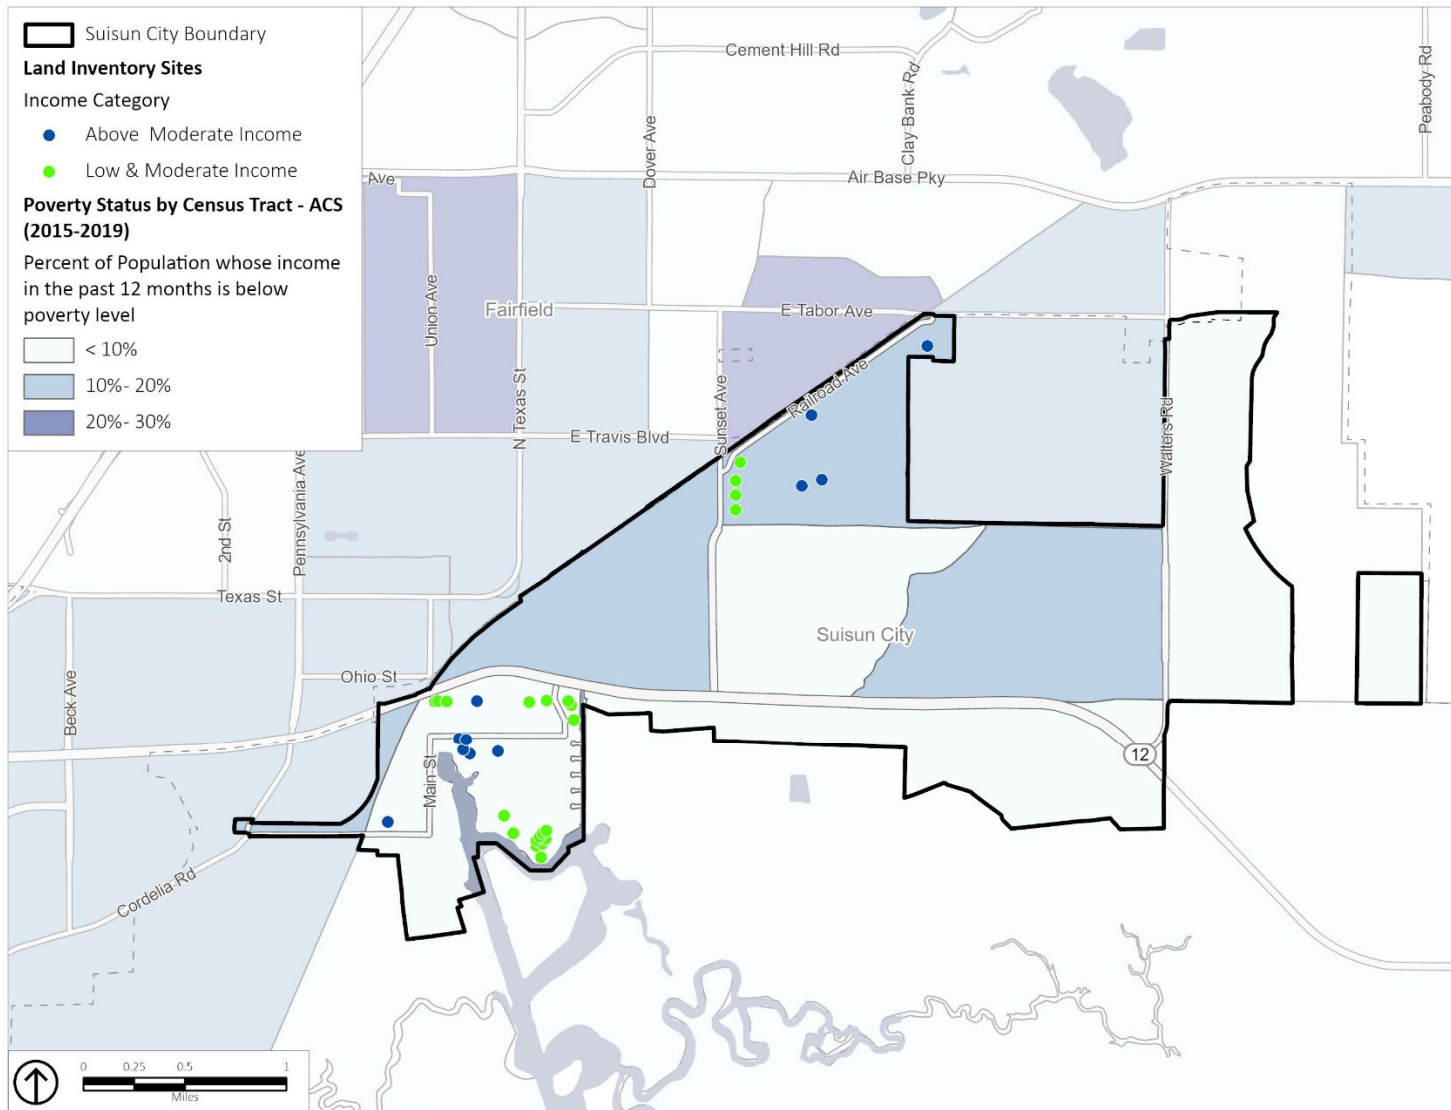 Suisun City Boundary
Land Inventory Sites
Income Category
Above  Moderate Income
Low & Moderate Income
Poverty Status by Census Tract - ACS
(2015-2019)
Percent of Population whose income
in the past 12 months is below
poverty level
< 10%
10%- 20%
20%- 30%
Cement Hill Rd
Clay Bank Rd
Peabody Rd
Dover Ave
Ave
Air Base Pky
Union Ave
Fairfield
E Tabor Ave
N Texas St
Railroad Ave
Sunset Ave
E Travis Blvd
Walters Rd
Pennsylvania Ave
2nd St
Texas St
Suisun City
Ohio St
Beck Ave
Main St
12
Cordelia Rd
0
0.25
0.5
1
Miles